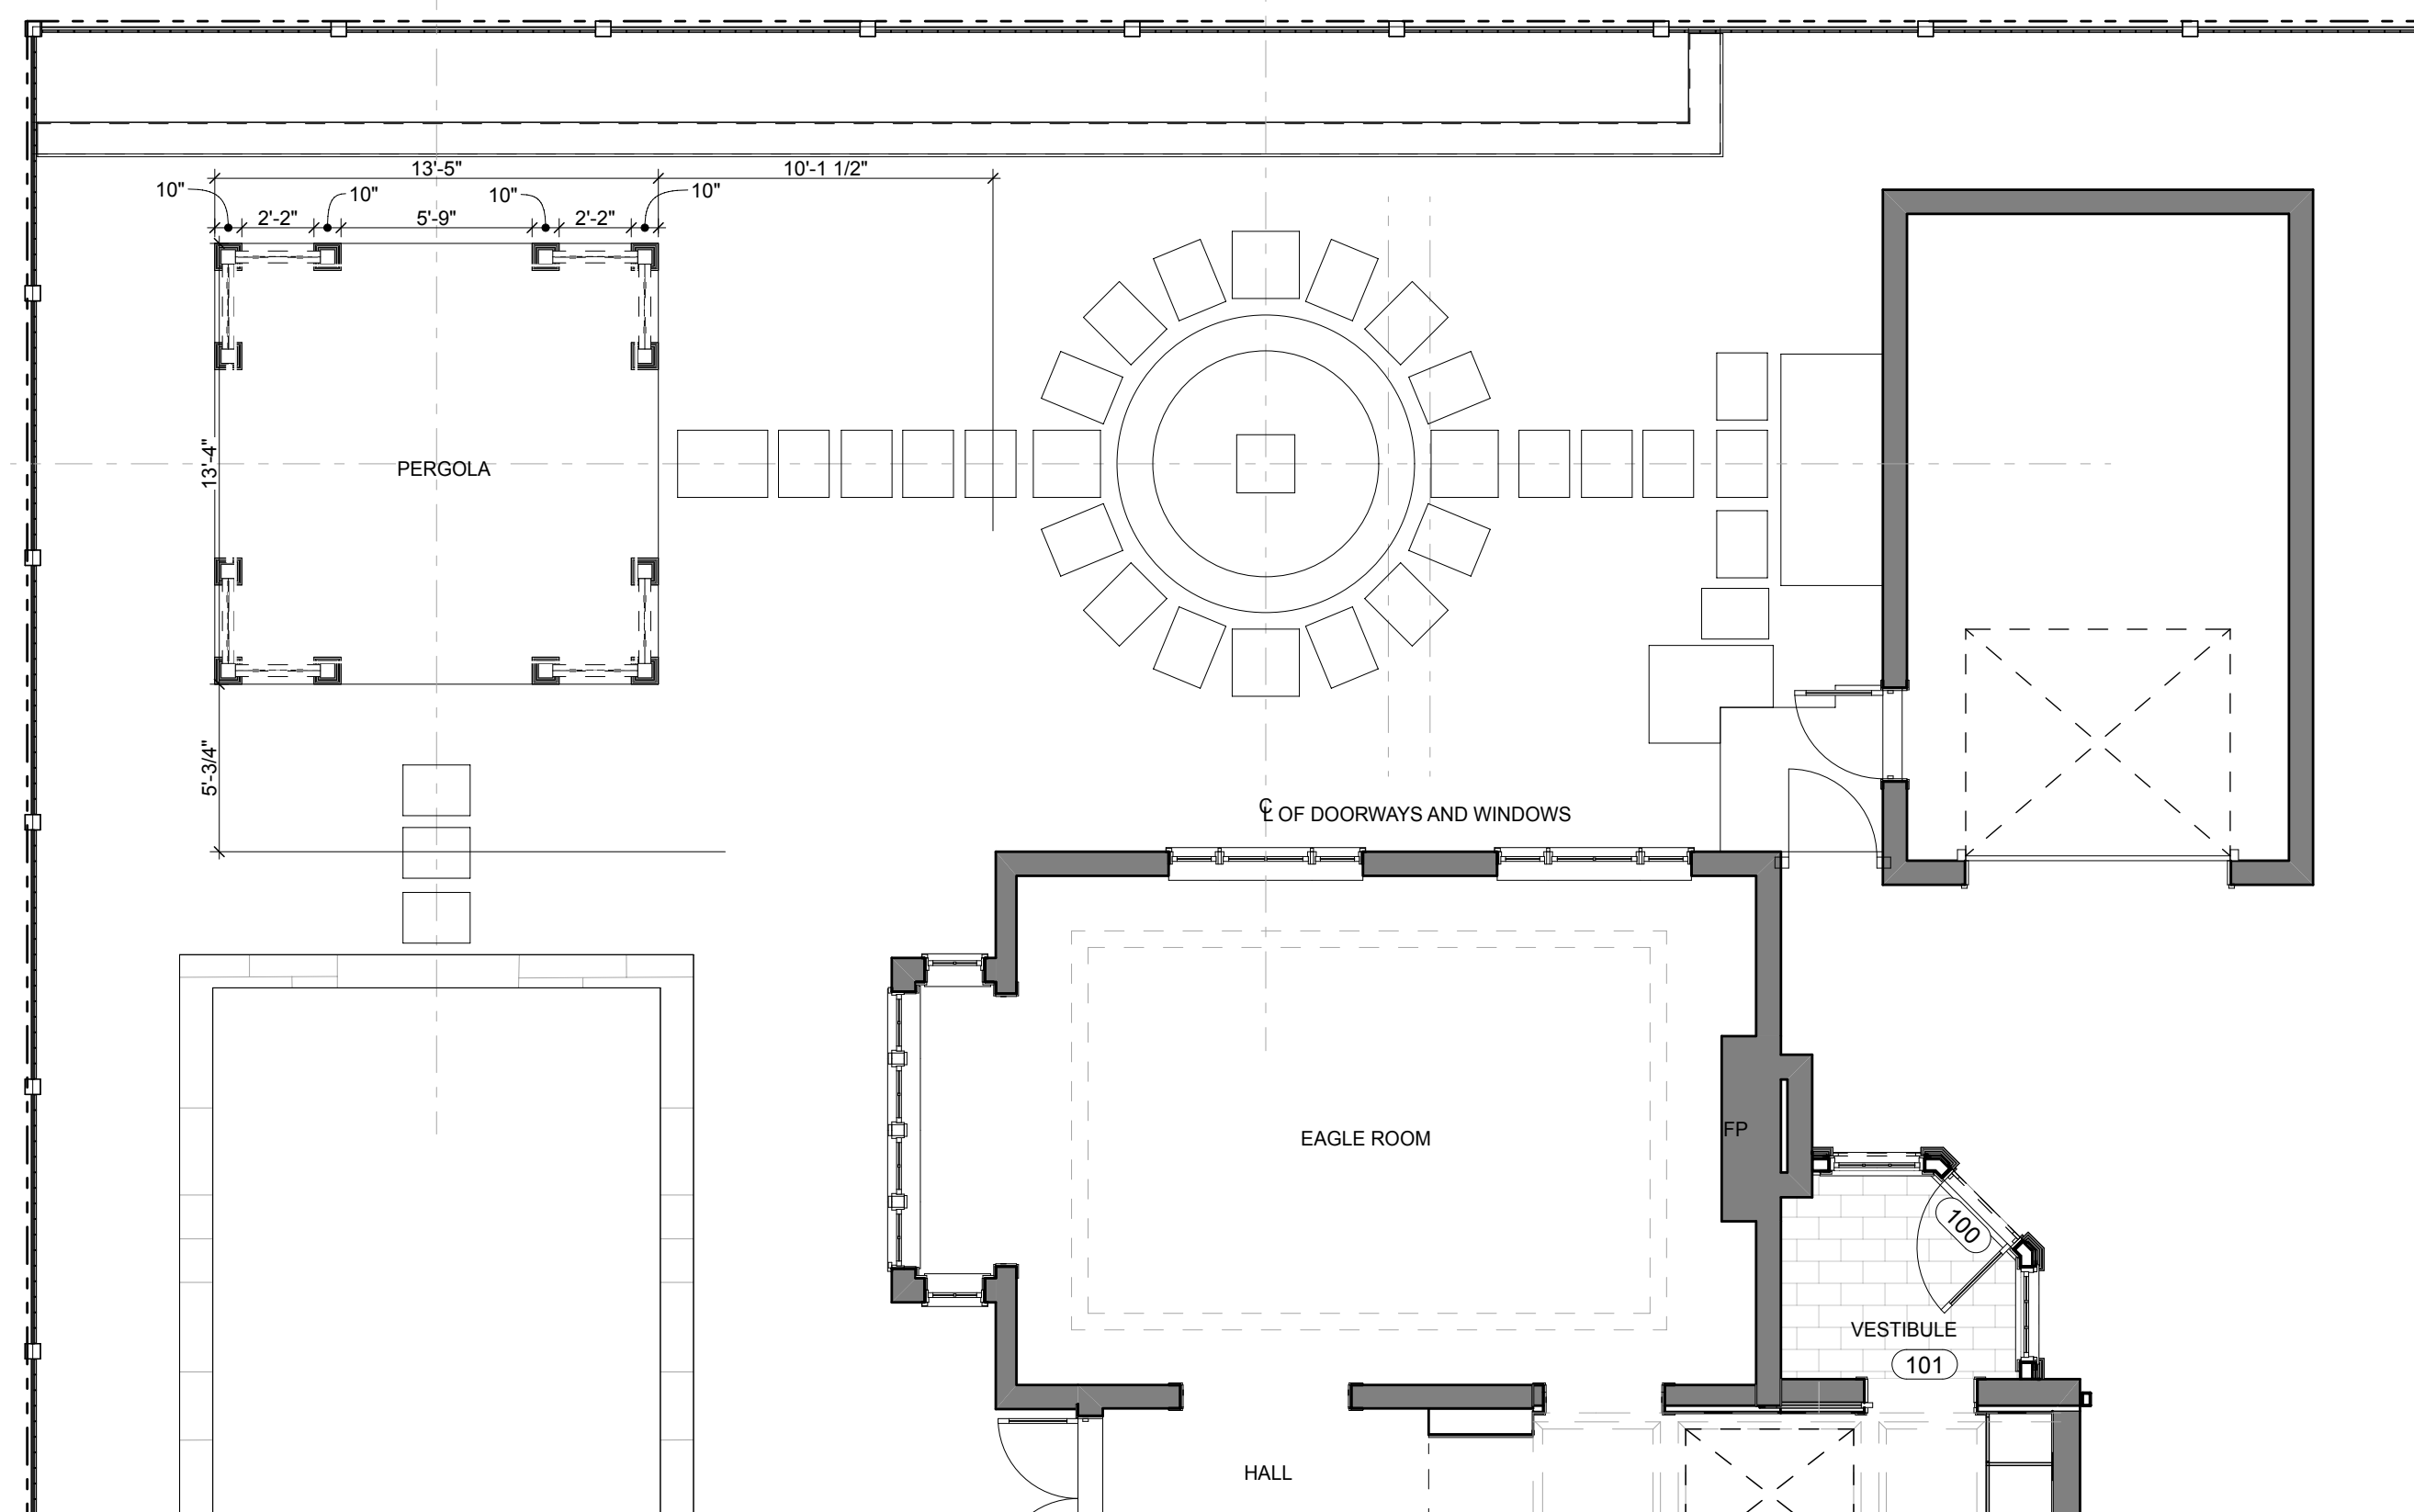 13'-5"
10'-1 1/2"
10"
10"
10"
10"
2'-2"
5'-9"
2'-2"
13'-4"
PERGOLA
5'-3/4"
℄ OF DOORWAYS AND WINDOWS
FP
EAGLE ROOM
100
VESTIBULE
101
HALL